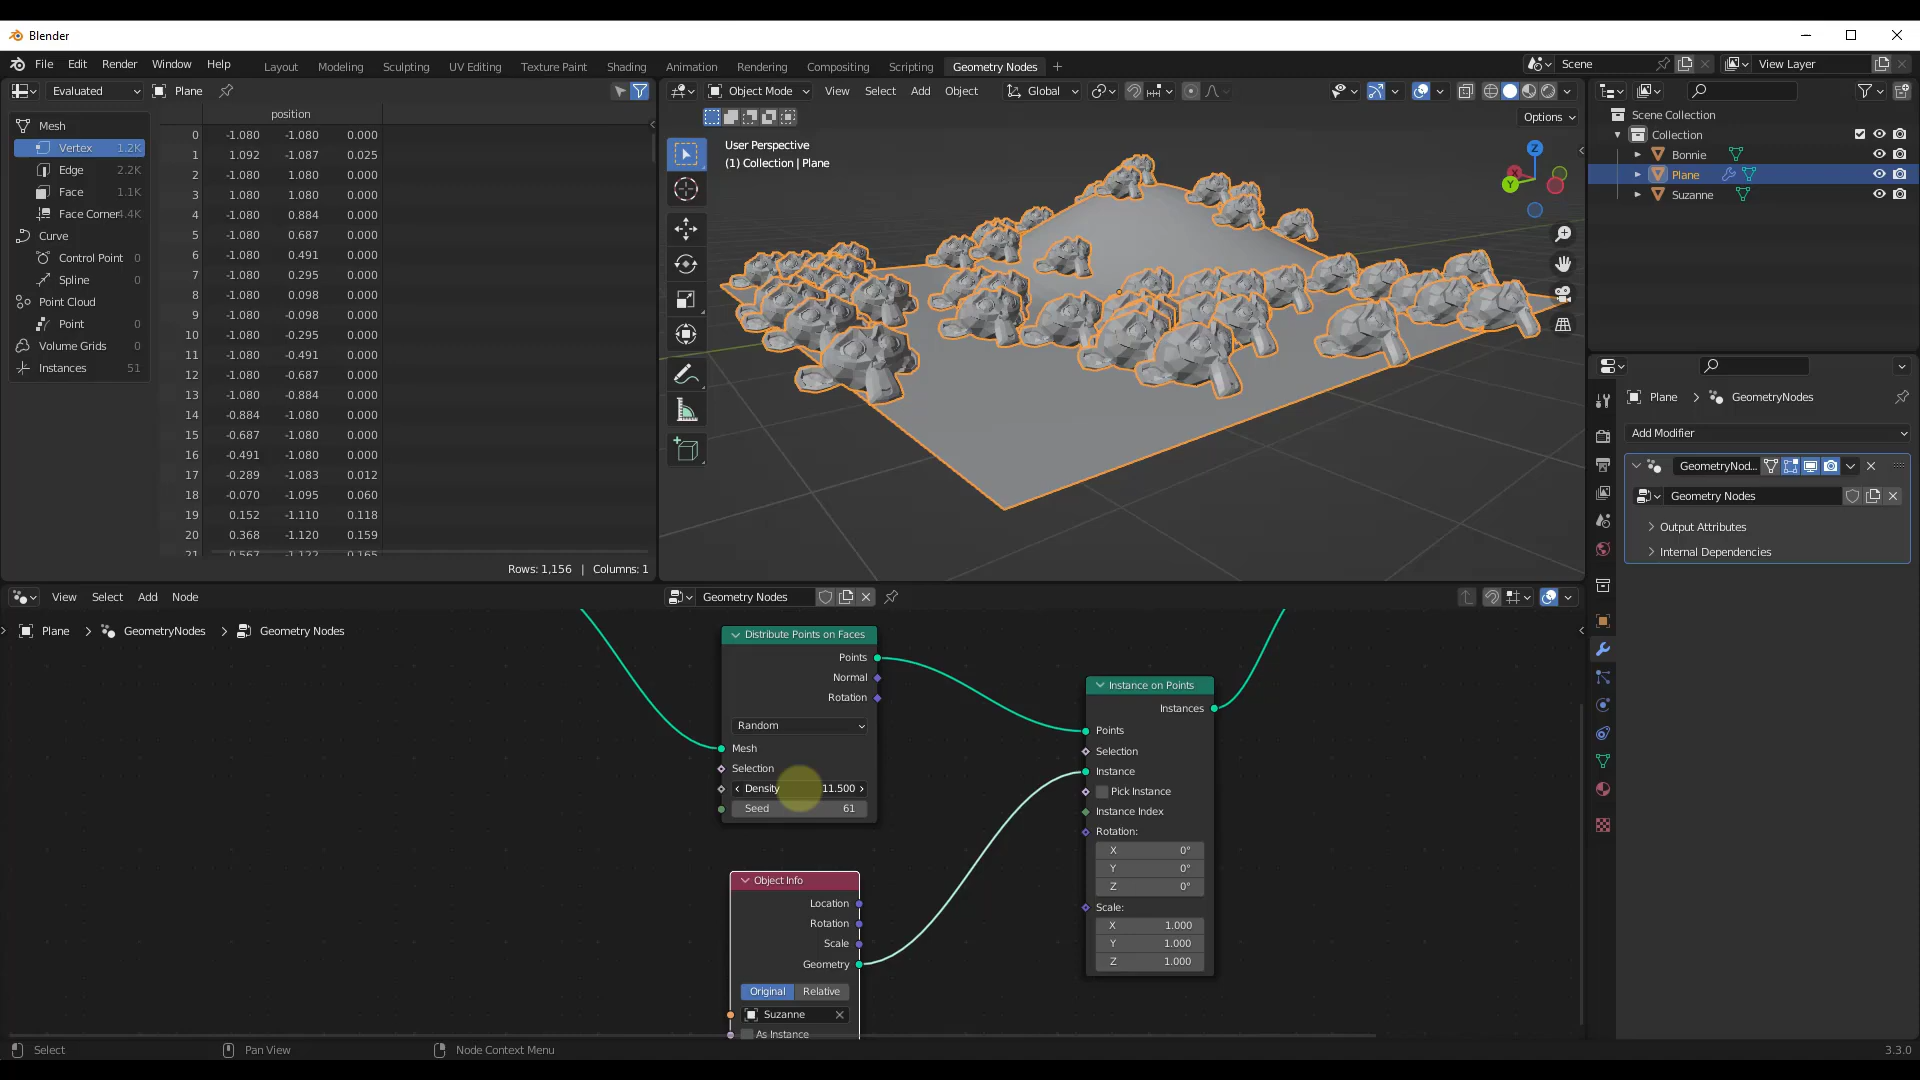 Blender
File Edit Render Window Help
Layout Modeling Sculpting UV Editing Texture Paint Shading Animation Rendering Compositing Scripting Geometry Nodes +
Scene
View Layer
Evaluated
Plane
position
Mesh
Vertex 1.2K
Edge 2.2K
Face 1.1K
Face Corner 4.4K
Curve
Control Point 0
Spline 0
Point Cloud
Point 0
Volume Grids 0
Instances 51
0 -1.080 -1.080 0.000
1 1.092 -1.087 0.025
2 -1.080 1.080 0.000
3 1.080 1.080 0.000
4 -1.080 0.884 0.000
5 -1.080 0.687 0.000
6 -1.080 0.491 0.000
7 -1.080 0.295 0.000
8 -1.080 0.098 0.000
9 -1.080 -0.098 0.000
10 -1.080 -0.295 0.000
11 -1.080 -0.491 0.000
12 -1.080 -0.687 0.000
13 -1.080 -0.884 0.000
14 -0.884 -1.080 0.000
15 -0.687 -1.080 0.000
16 -0.491 -1.080 0.000
17 -0.289 -1.083 0.012
18 -0.070 -1.095 0.060
19 0.152 -1.110 0.118
20 0.368 -1.120 0.159
21 0.567 -1.122 0.165
Rows: 1,156 | Columns: 1
Object Mode View Select Add Object Global
Options
User Perspective
(1) Collection | Plane
Z
X
Y
Scene Collection
Collection
Bonnie
Plane
Suzanne
Plane > GeometryNodes
Add Modifier
GeometryNod...
Geometry Nodes
Output Attributes
Internal Dependencies
View Select Add Node
Geometry Nodes
Plane > GeometryNodes > Geometry Nodes
Distribute Points on Faces
Points
Normal
Rotation
Random
Mesh
Selection
Density 11.500
Seed 61
Object Info
Location
Rotation
Scale
Geometry
Original Relative
Suzanne
As Instance
Instance on Points
Instances
Points
Selection
Instance
Pick Instance
Instance Index
Rotation:
X 0°
Y 0°
Z 0°
Scale:
X 1.000
Y 1.000
Z 1.000
Select
Pan View
Node Context Menu
3.3.0